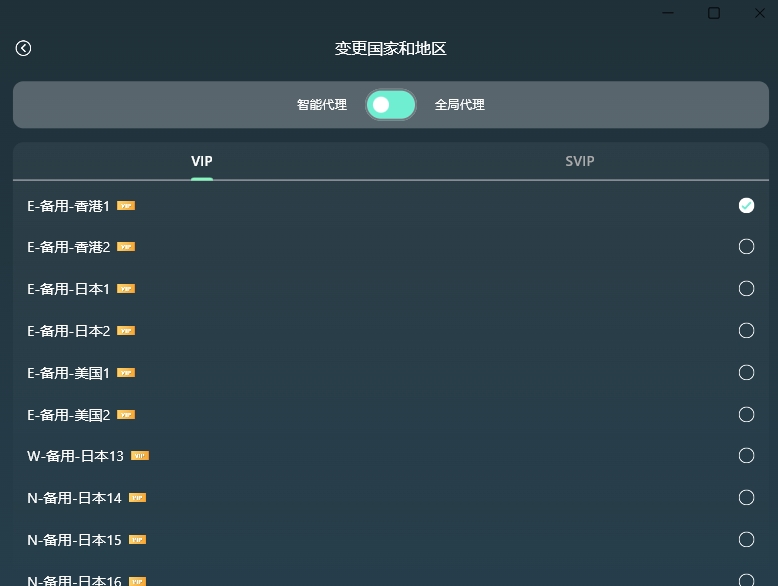 变更国家和地区
智能代理 全局代理
VIP SVIP
E-备用-香港1 VIP
E-备用-香港2 VIP
E-备用-日本1 VIP
E-备用-日本2 VIP
E-备用-美国1 VIP
E-备用-美国2 VIP
W-备用-日本13 VIP
N-备用-日本14 VIP
N-备用-日本15 VIP
N-备用-日本16 VIP